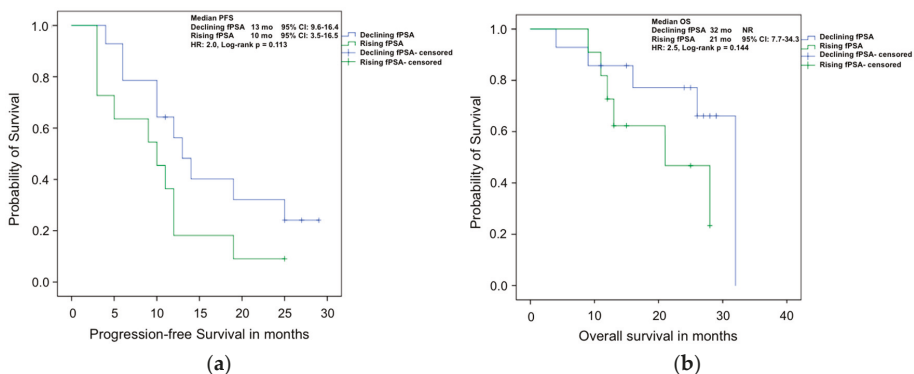 Median PFS
Declining fPSA 13 mo 95% CI: 9.6-16.4
Rising fPSA 10 mo 95% CI: 3.5-16.5
HR: 2.0, Log-rank p = 0.113
Declining fPSA
Rising fPSA
Declining fPSA- censored
Rising fPSA- censored
1.0
0.8
0.6
0.4
0.2
0.0
Probability of Survival
0 5 10 15 20 25 30
Progression-free Survival in months
(a)
Median OS
Declining fPSA 32 mo NR
Rising fPSA 21 mo 95% CI: 7.7-34.3
HR: 2.5, Log-rank p = 0.144
Declining fPSA
Rising fPSA
Declining fPSA- censored
Rising fPSA- censored
1.0
0.8
0.6
0.4
0.2
0.0
Probability of Survival
0 10 20 30 40
Overall survival in months
(b)